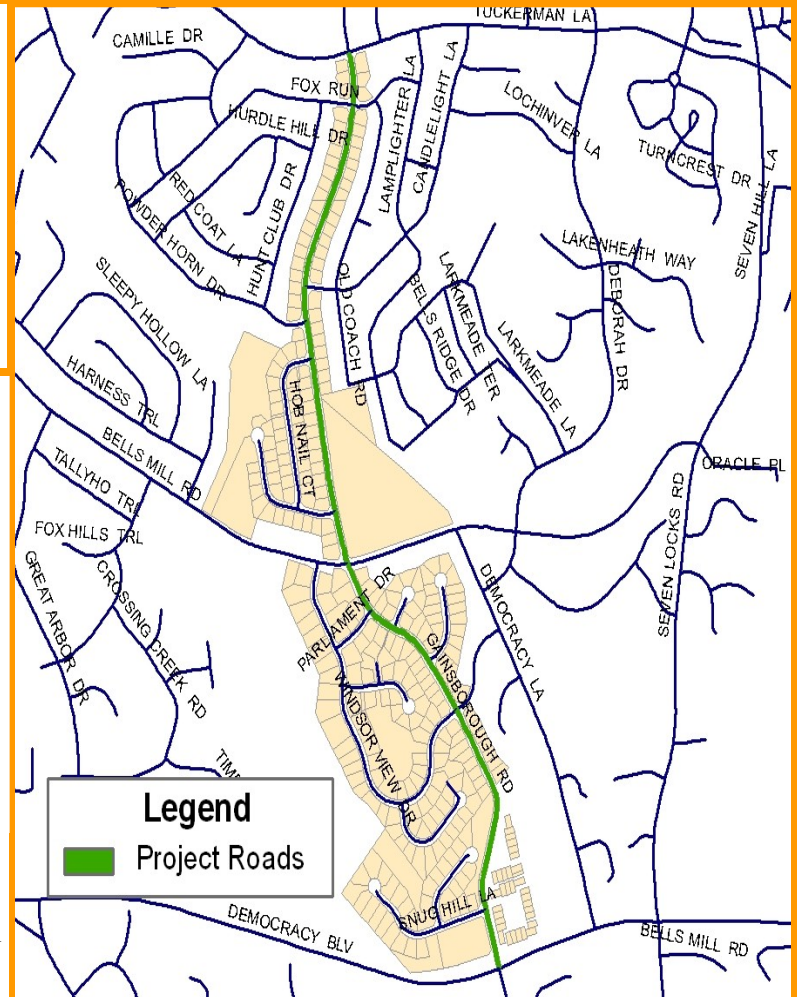 TUCKERMAN LA
CAMILLE DR
FOX RUN
HURDLE HILL DR
LAMPLIGHTER LA
CANDLELIGHT LA
LOCHINVER LA
TURNCREST DR
SEVEN HILL LA
RED COAT LA
POWDER HORN DR
HUNT CLUB DR
LAKENHEATH WAY
DEBORAH DR
SLEEPY HOLLOW LA
OLD COACH RD
BELLS RIDGE DR
LARKMEADE TER
LARKMEADE LA
HARNESS TRL
HOB NAIL CT
BELLS MILL RD
TALLYHO TRL
ORACLE PL
SEVEN LOCKS RD
FOX HILLS TRL
GREAT ARBOR DR
CROSSING CREEK RD
PARLIAMENT DR
DEMOCRACY LA
GAINSBOROUGH RD
WINDSOR VIEW DR
Legend
Project Roads
SNUG HILL LA
DEMOCRACY BLV
BELLS MILL RD